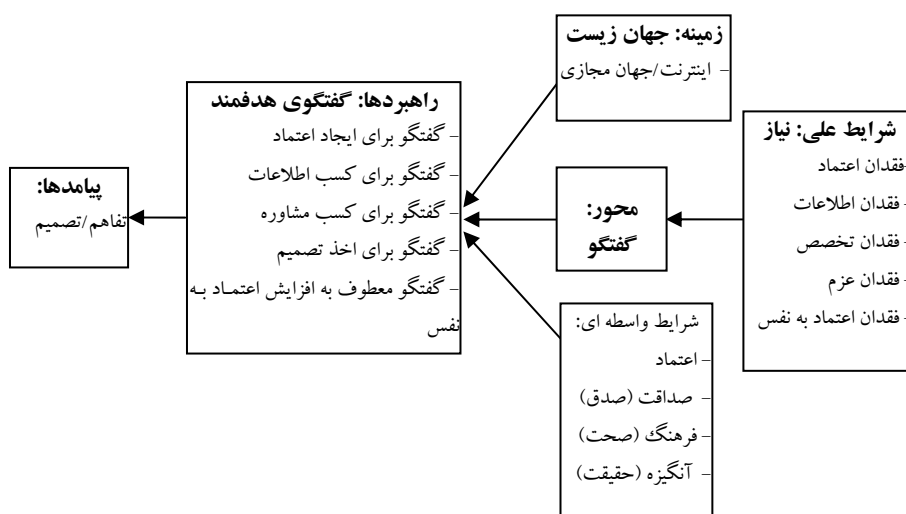 زمینه: جهان زیست
- اینترنت/جهان مجازی
شرایط علی: نیاز
-فقدان اعتماد
- فقدان اطلاعات
- فقدان تخصص
- فقدان عزم
- فقدان اعتماد به نفس
محور:
گفتگو
شرایط واسطه ای:
- اعتماد
- صداقت (صدق)
- فرهنگ (صحت)
- آنگیزه (حقیقت)
راهبردها: گفتگوی هدفمند
- گفتگو برای ایجاد اعتماد
- گفتگو برای کسب اطلاعات
- گفتگو برای کسب مشاوره
- گفتگو برای اخذ تصمیم
- گفتگو معطوف به افزایش اعتمـاد بـه
نفس
پیامدها:
تفاهم/تصمیم